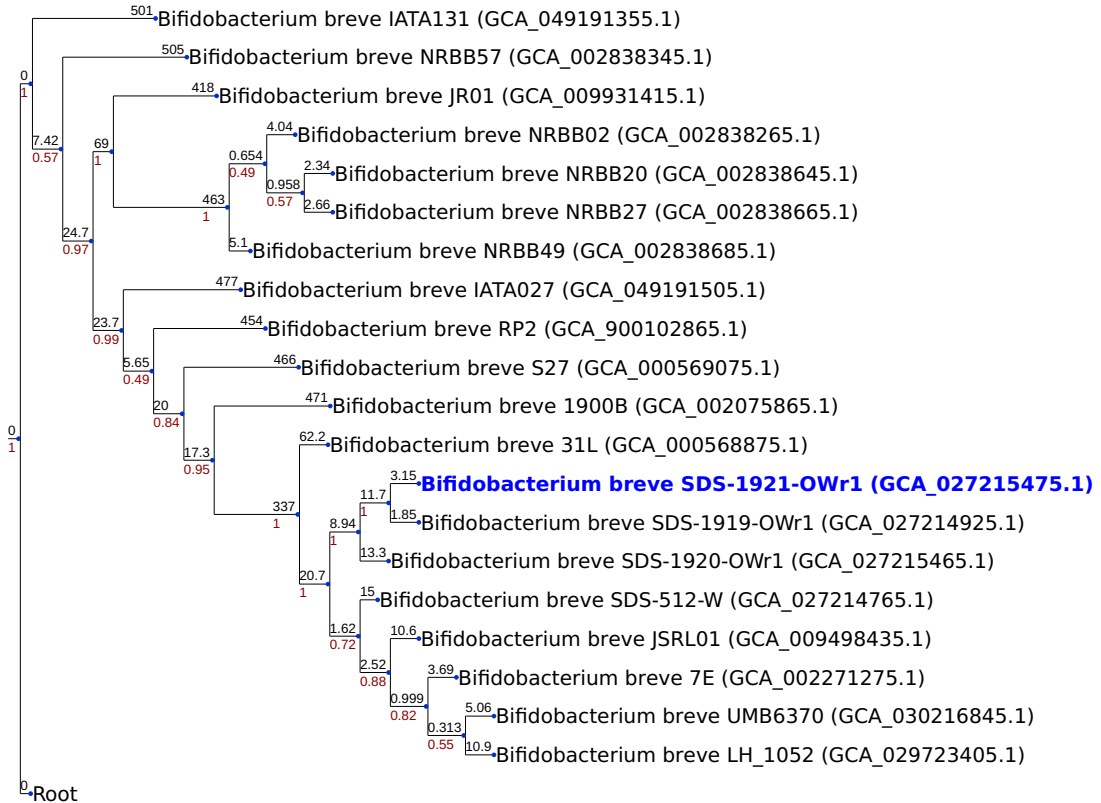 501 Bifidobacterium breve IATA131 (GCA_049191355.1)
505 Bifidobacterium breve NRBB57 (GCA_002838345.1)
0
1
418 Bifidobacterium breve JR01 (GCA_009931415.1)
4.04 Bifidobacterium breve NRBB02 (GCA_002838265.1)
7.42
0.57
69
1
0.654
0.49
2.34 Bifidobacterium breve NRBB20 (GCA_002838645.1)
0.958
0.57
463
1
2.66 Bifidobacterium breve NRBB27 (GCA_002838665.1)
24.7
0.97
5.1 Bifidobacterium breve NRBB49 (GCA_002838685.1)
477 Bifidobacterium breve IATA027 (GCA_049191505.1)
23.7
0.99
454 Bifidobacterium breve RP2 (GCA_900102865.1)
5.65
0.49
466 Bifidobacterium breve S27 (GCA_000569075.1)
20
0.84
471 Bifidobacterium breve 1900B (GCA_002075865.1)
0
1
17.3
0.95
62.2 Bifidobacterium breve 31L (GCA_000568875.1)
3.15 Bifidobacterium breve SDS-1921-OWr1 (GCA_027215475.1)
337
1
11.7
1
1.85 Bifidobacterium breve SDS-1919-OWr1 (GCA_027214925.1)
8.94
1
13.3 Bifidobacterium breve SDS-1920-OWr1 (GCA_027215465.1)
20.7
1
15 Bifidobacterium breve SDS-512-W (GCA_027214765.1)
1.62
0.72
10.6 Bifidobacterium breve JSRL01 (GCA_009498435.1)
2.52
0.88
3.69 Bifidobacterium breve 7E (GCA_002271275.1)
0.999
0.82
5.06 Bifidobacterium breve UMB6370 (GCA_030216845.1)
0.313
0.55
10.9 Bifidobacterium breve LH_1052 (GCA_029723405.1)
0 Root